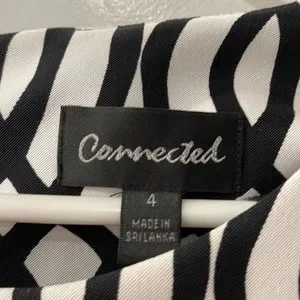 Connected
4
MADE IN
SRI LANKA